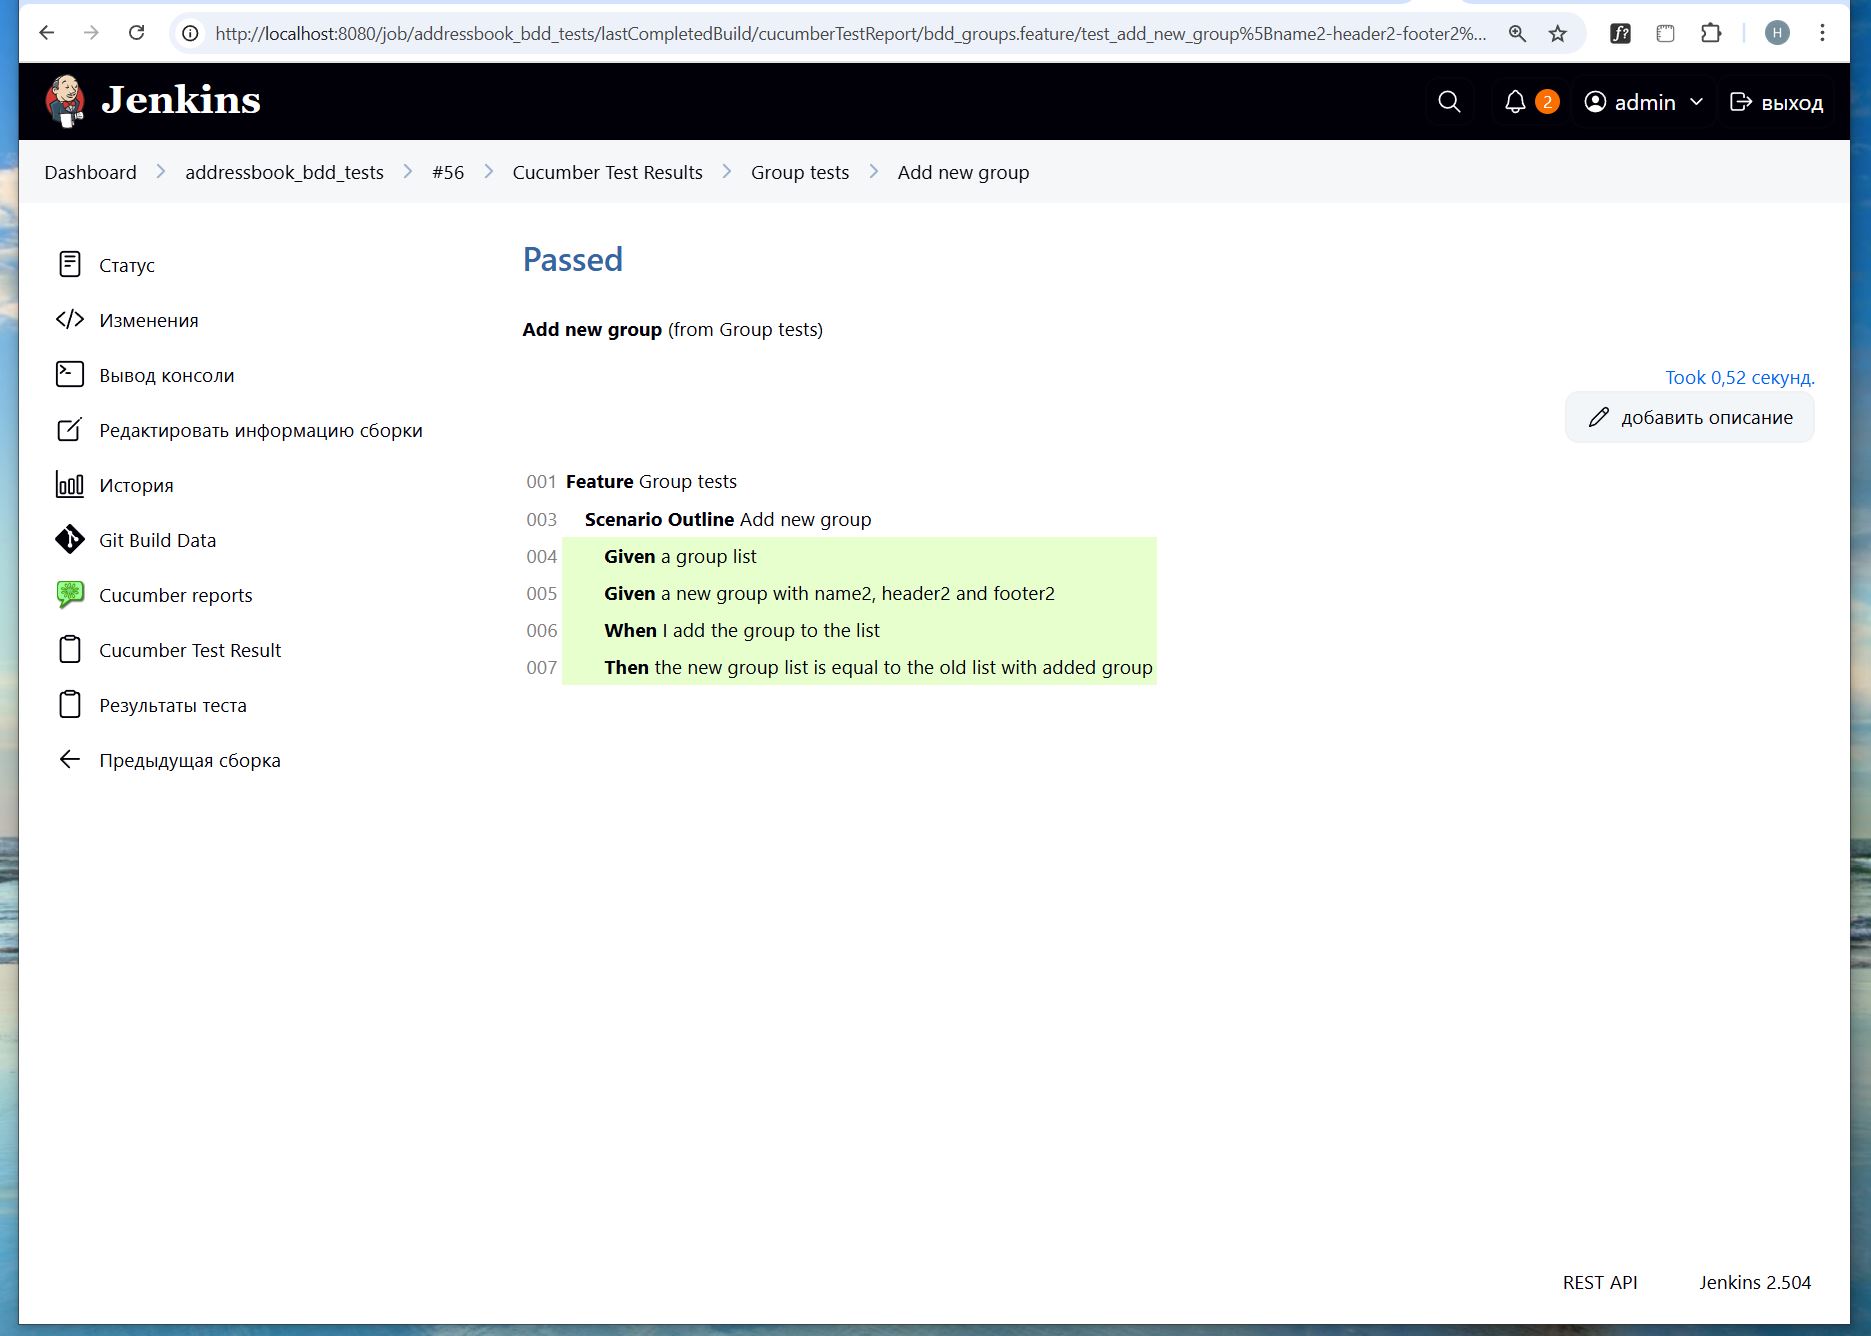 http://localhost:8080/job/addressbook_bdd_tests/lastCompletedBuild/cucumberTestReport/bdd_groups.feature/test_add_new_group%5Bname2-header2-footer2%...
H
Jenkins
2
admin
выход
Dashboard
addressbook_bdd_tests
#56
Cucumber Test Results
Group tests
Add new group
Статус
Изменения
Вывод консоли
Редактировать информацию сборки
История
Git Build Data
Cucumber reports
Cucumber Test Result
Результаты теста
Предыдущая сборка
Passed
Add new group (from Group tests)
Took 0,52 секунд.
добавить описание
001 Feature Group tests
003 Scenario Outline Add new group
004 Given a group list
005 Given a new group with name2, header2 and footer2
006 When I add the group to the list
007 Then the new group list is equal to the old list with added group
REST API
Jenkins 2.504